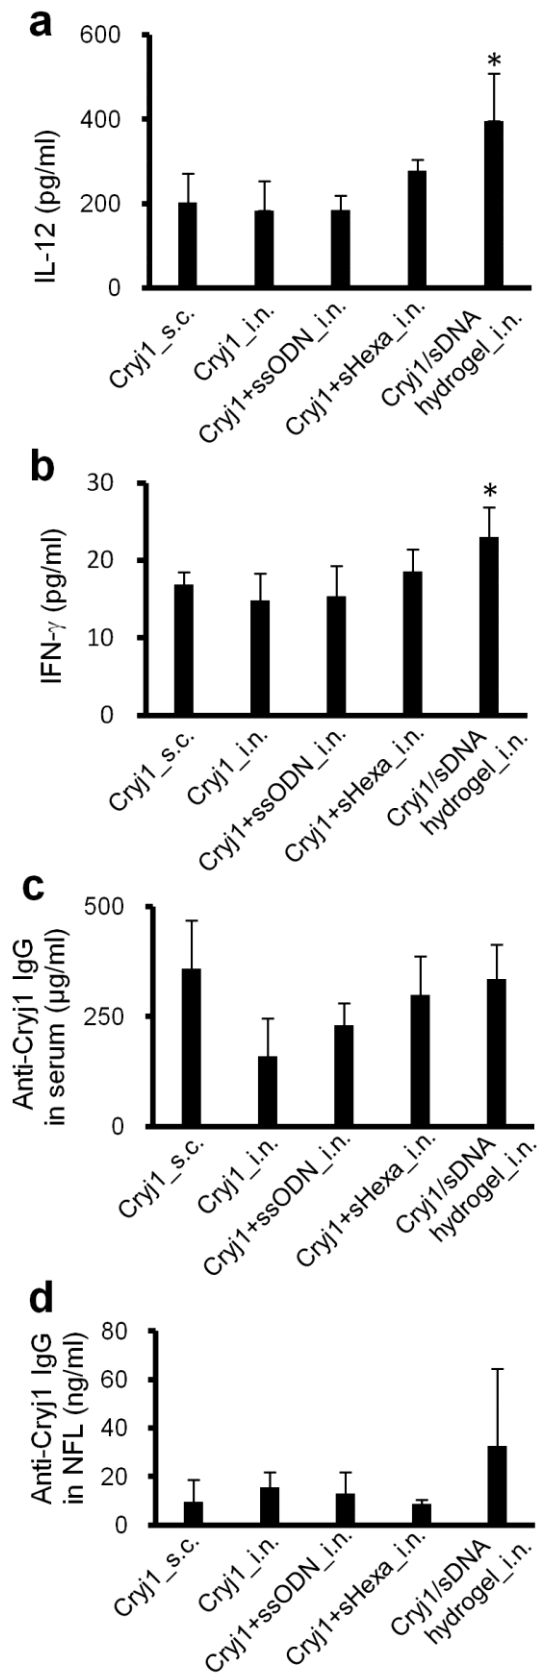 a
600
400
200
0
IL-12 (pg/ml)
*
Cryj1_s.c.
Cryj1_i.n.
Cryj1+ssODN_i.n.
Cryj1+sHexa_i.n.
Cryj1/sDNA
hydrogel_i.n.
b
30
20
10
0
IFN-γ (pg/ml)
*
Cryj1_s.c.
Cryj1_i.n.
Cryj1+ssODN_i.n.
Cryj1+sHexa_i.n.
Cryj1/sDNA
hydrogel_i.n.
c
500
250
0
Anti-Cryj1 IgG
in serum (μg/ml)
Cryj1_s.c.
Cryj1_i.n.
Cryj1+ssODN_i.n.
Cryj1+sHexa_i.n.
Cryj1/sDNA
hydrogel_i.n.
d
80
60
40
20
0
Anti-Cryj1 IgG
in NFL (ng/ml)
Cryj1_s.c.
Cryj1_i.n.
Cryj1+ssODN_i.n.
Cryj1+sHexa_i.n.
Cryj1/sDNA
hydrogel_i.n.